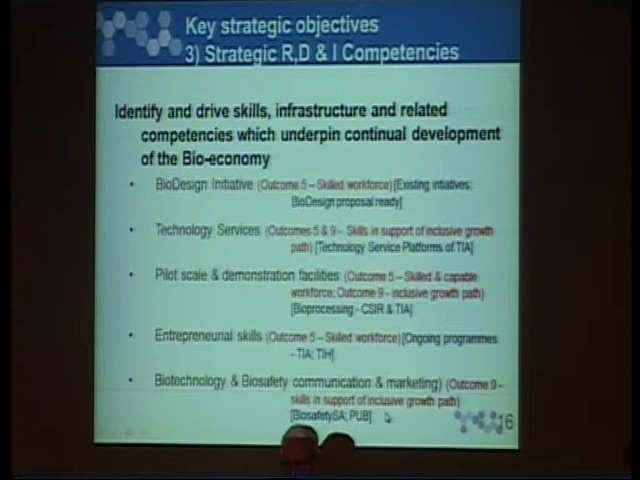 Key strategic objectives
3) Strategic R,D & I Competencies
Identify and drive skills, infrastructure and related
competencies which underpin continual development
of the Bio-economy
• BioDesign Initiative (Outcome 5 – Skilled workforce) [Existing intiatives:
BioDesign proposal ready]
• Technology Services (Outcomes 5 & 9 - Skills in support of inclusive growth
path) [Technology Service Platforms of TIA]
• Pilot scale & demonstration facilities (Outcome 5 – Skilled & capable
workforce; Outcome 9 - inclusive growth path)
[Bioprocessing - CSIR & TIA]
• Entrepreneurial skills (Outcome 5 – Skilled workforce) [Ongoing programmes
- TIA; TIH]
• Biotechnology & Biosafety communication & marketing) (Outcome 9 -
skills in support of inclusive growth path)
[BiosafetySA; PUB]
16